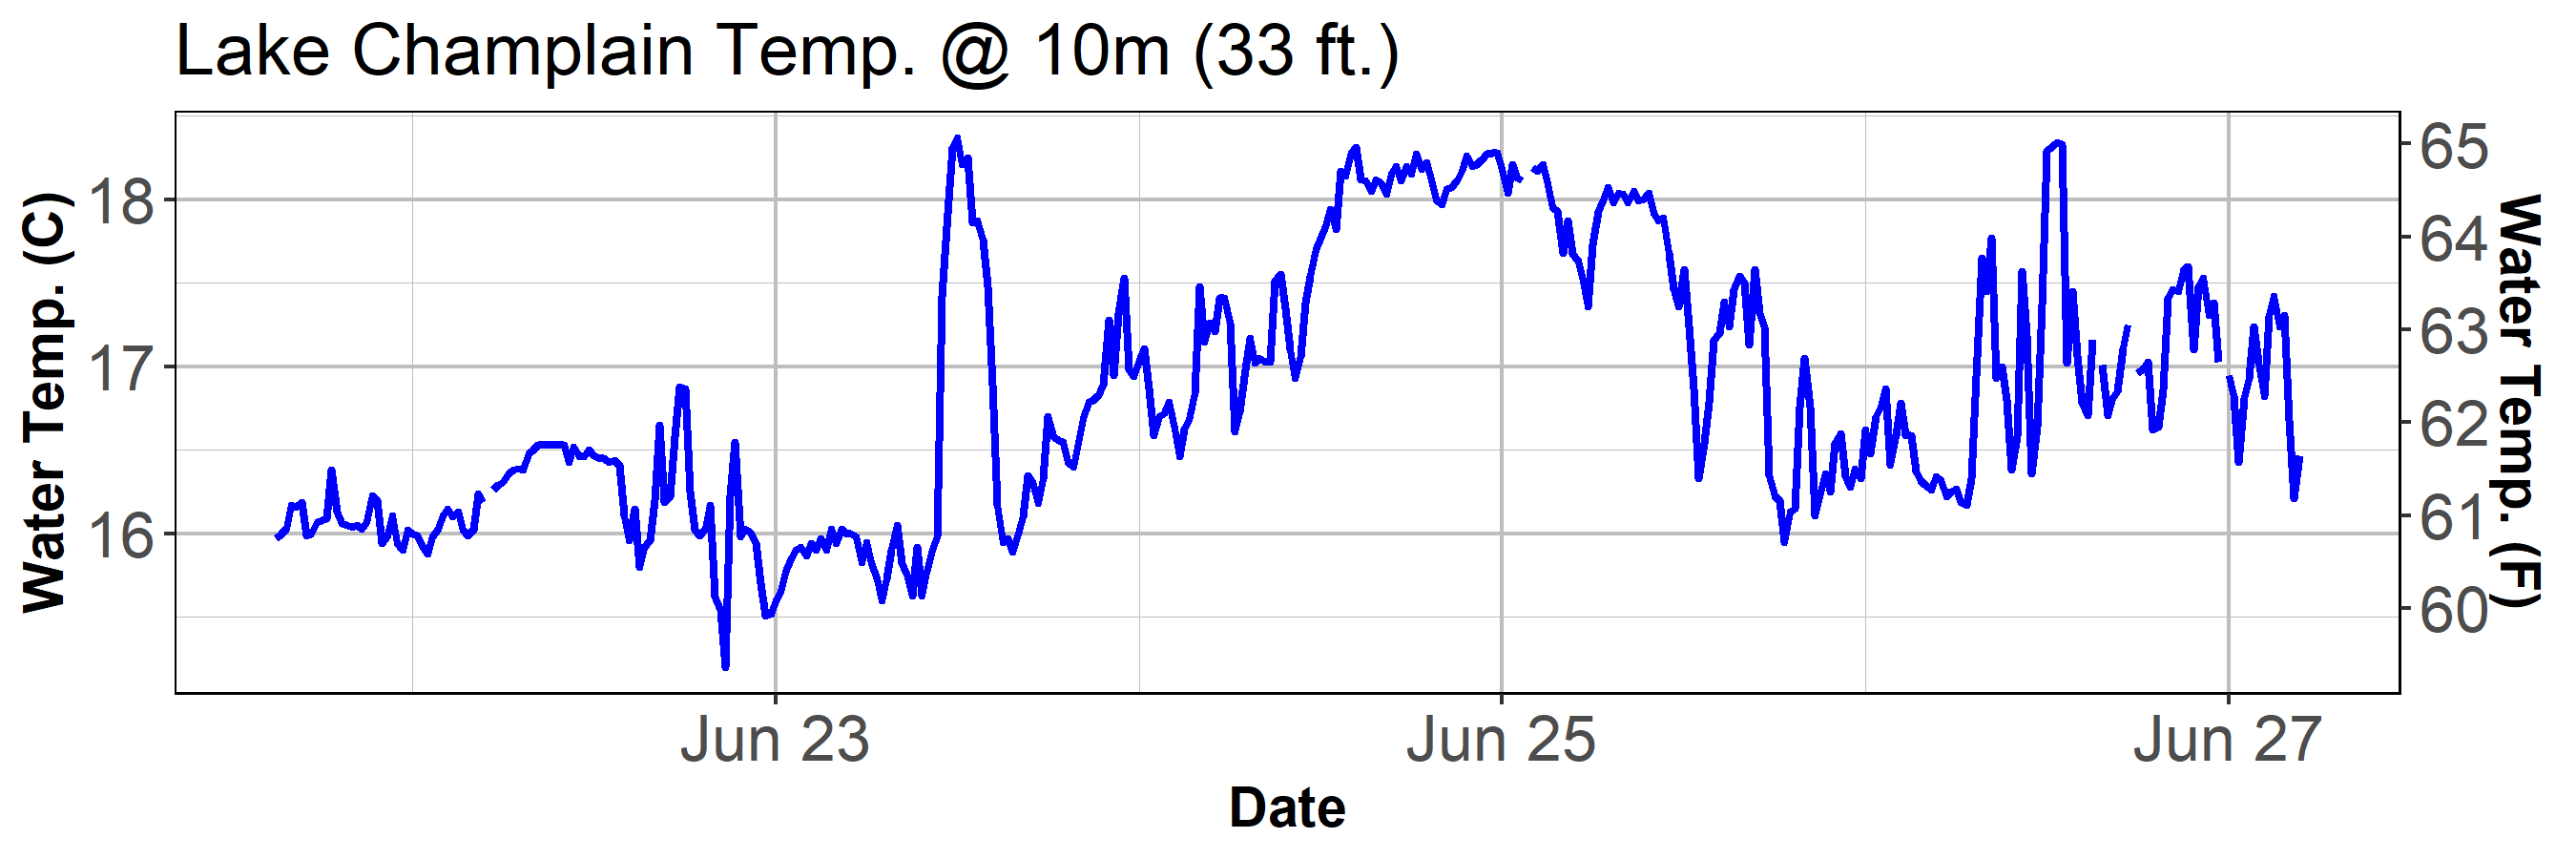 Lake Champlain Temp. @ 10m (33 ft.)
Water Temp. (C)
18
17
16
65
64
63
62
61
60
Water Temp. (F)
Jun 23
Jun 25
Jun 27
Date